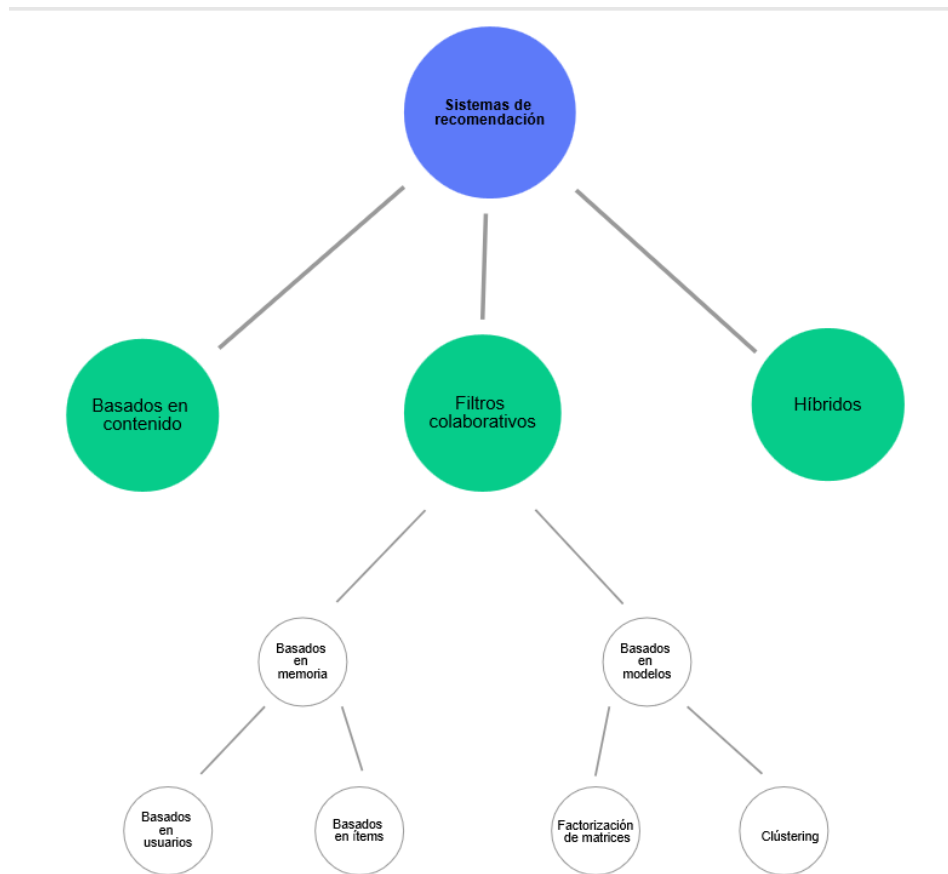 Sistemas de
recomendación
Basados en
contenido
Filtros
colaborativos
Híbridos
Basados
en
memoria
Basados
en
modelos
Basados
en
usuarios
Basados
en ítems
Factorización
de matrices
Clústering